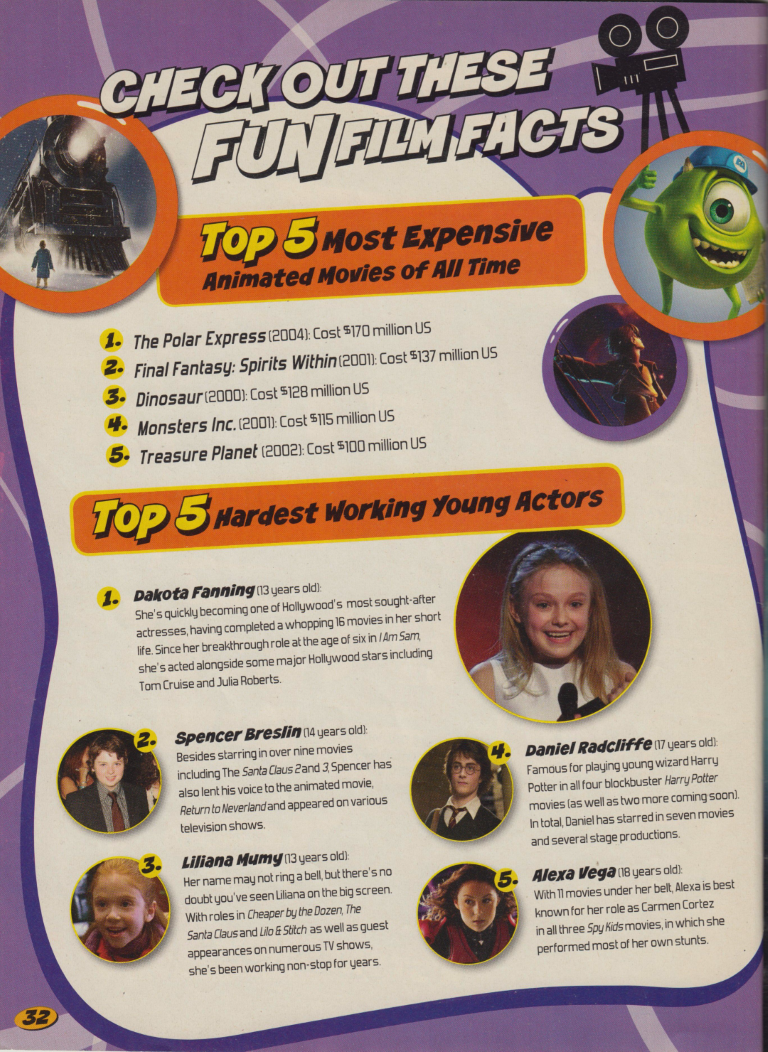 CHECK OUT THESE
FUN FILM FACTS
TOP 5 Most Expensive
Animated Movies of All Time
1. The Polar Express (2004): Cost $170 million US
2. Final Fantasy: Spirits Within (2001): Cost $137 million US
3. Dinosaur (2000): Cost $128 million US
4. Monsters Inc. (2001): Cost $115 million US
5. Treasure Planet (2002): Cost $100 million US
TOP 5 Hardest Working Young Actors
1. Dakota Fanning (13 years old):
She's quickly becoming one of Hollywood's most sought-after
actresses, having completed a whopping 16 movies in her short
life. Since her breakthrough role at the age of six in I Am Sam,
she's acted alongside some major Hollywood stars including
Tom Cruise and Julia Roberts.
2. Spencer Breslin (14 years old):
Besides starring in over nine movies
including The Santa Claus 2 and 3, Spencer has
also lent his voice to the animated movie,
Return to Neverland and appeared on various
television shows.
3. Liliana Mumy (13 years old):
Her name may not ring a bell, but there's no
doubt you've seen Liliana on the big screen.
With roles in Cheaper by the Dozen, The
Santa Claus and Lilo & Stitch as well as guest
appearances on numerous TV shows,
she's been working non-stop for years.
4. Daniel Radcliffe (17 years old):
Famous for playing young wizard Harry
Potter in all four blockbuster Harry Potter
movies (as well as two more coming soon).
In total, Daniel has starred in seven movies
and several stage productions.
5. Alexa Vega (18 years old):
With 11 movies under her belt, Alexa is best
known for her role as Carmen Cortez
in all three Spy Kids movies, in which she
performed most of her own stunts.
32